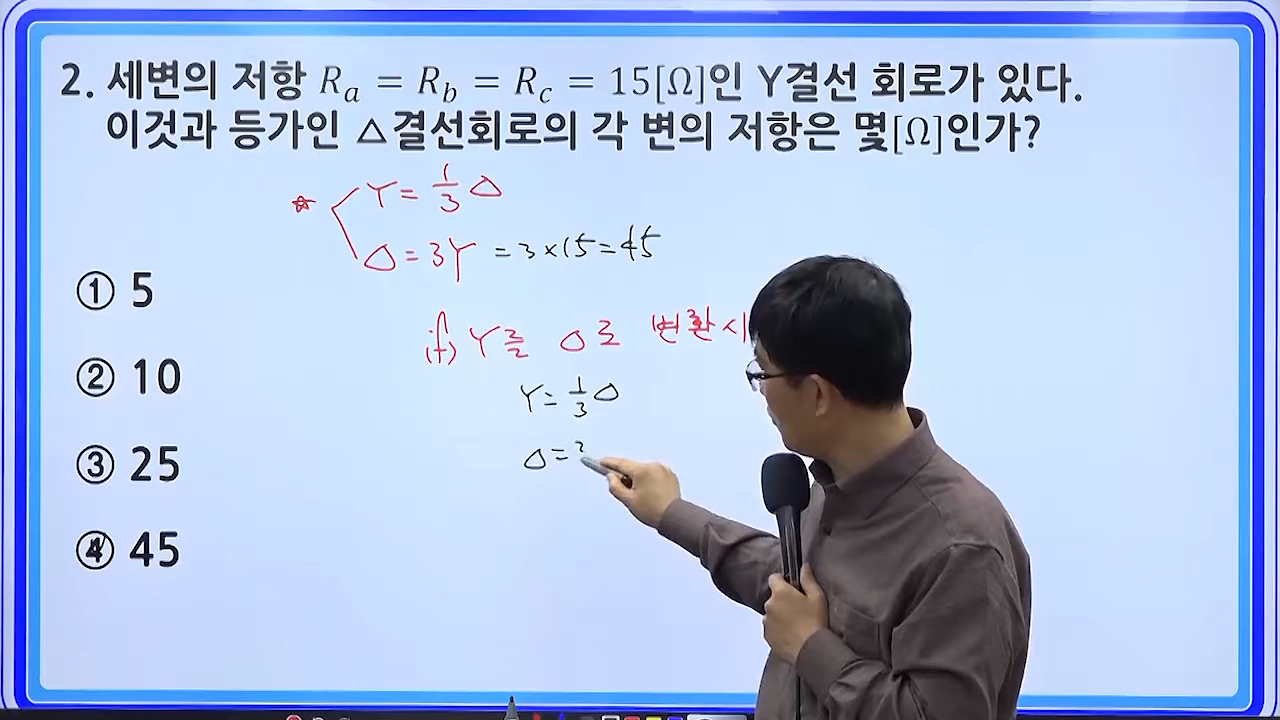 2. 세변의 저항 R_a = R_b = R_c = 15[Ω]인 Y결선 회로가 있다.
이것과 등가인 △결선회로의 각 변의 저항은 몇[Ω]인가?
☆ Y = 1/3 △
△ = 3Y = 3×15 = 45
① 5
if) Y를 △로 변환시
② 10
Y = 1/3 △
③ 25
△ = 3
④ 45